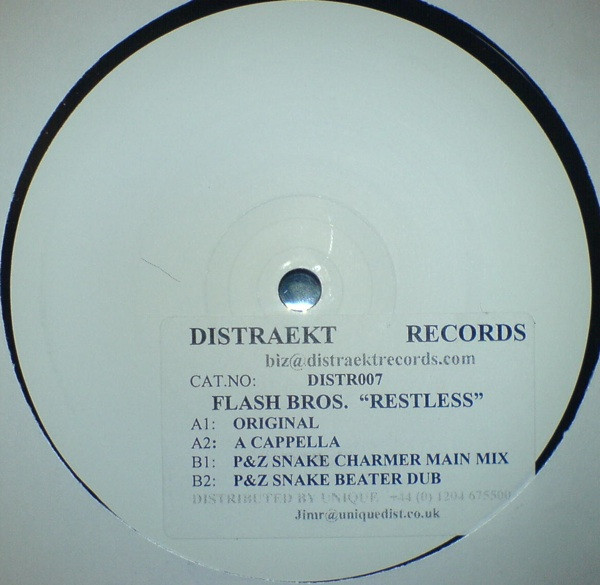 DISTRAEKT RECORDS
biz@distraektrecords.com
CAT.NO: DISTR007
FLASH BROS. “RESTLESS”
A1: ORIGINAL
A2: A CAPPELLA
B1: P&Z SNAKE CHARMER MAIN MIX
B2: P&Z SNAKE BEATER DUB
DISTRIBUTED BY UNIQUE +44 (0) 1204 675500
Jimr@uniquedist.co.uk